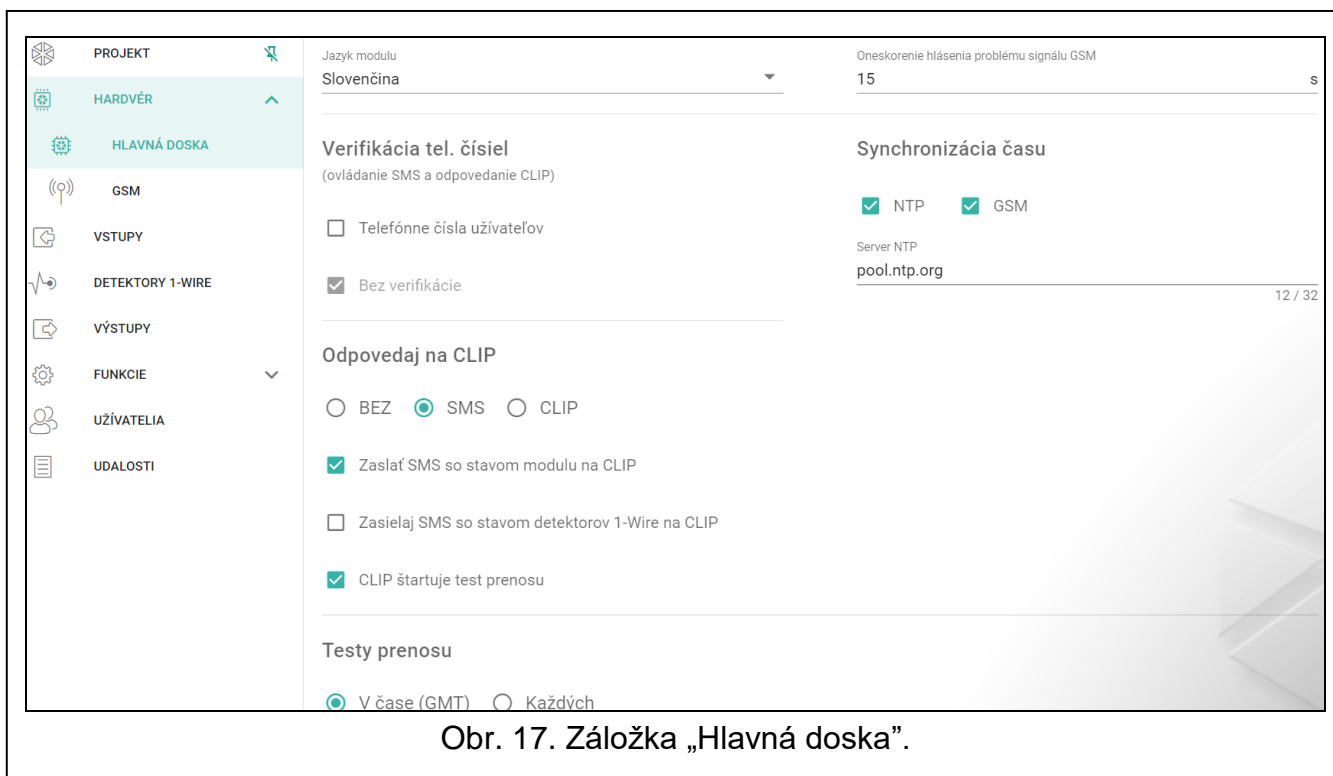 PROJEKT
HARDVÉR
HLAVNÁ DOSKA
GSM
VSTUPY
DETEKTORY 1-WIRE
VÝSTUPY
FUNKCIE
UŽÍVATELIA
UDALOSTI
Jazyk modulu
Slovenčina
Oneskorenie hlásenia problému signálu GSM
15 s
Verifikácia tel. čísiel
(ovládanie SMS a odpovedanie CLIP)
Telefónne čísla užívateľov
Bez verifikácie
Synchronizácia času
NTP GSM
Server NTP
pool.ntp.org
12 / 32
Odpovedaj na CLIP
BEZ SMS CLIP
Zaslať SMS so stavom modulu na CLIP
Zasielaj SMS so stavom detektorov 1-Wire na CLIP
CLIP štartuje test prenosu
Testy prenosu
V čase (GMT) Každých
Obr. 17. Záložka „Hlavná doska”.